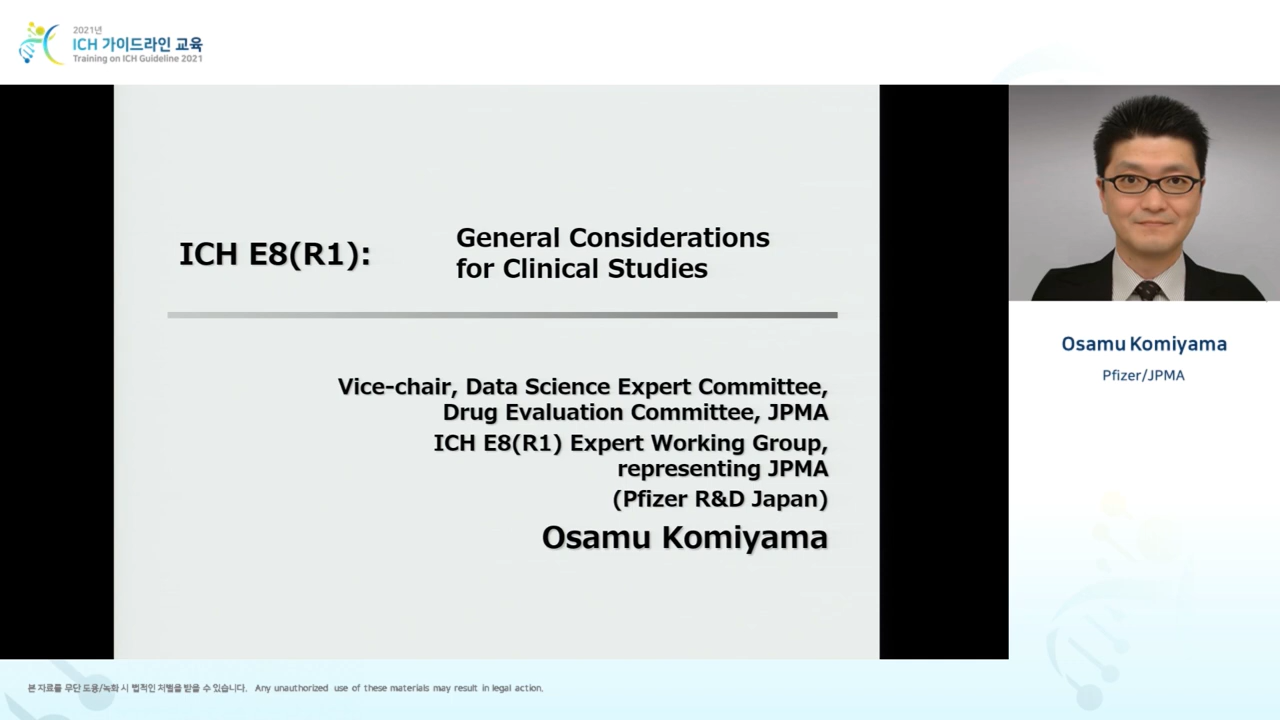 2021년
ICH 가이드라인 교육
Training on ICH Guideline 2021
ICH E8(R1):
General Considerations
for Clinical Studies
Vice-chair, Data Science Expert Committee,
Drug Evaluation Committee, JPMA
ICH E8(R1) Expert Working Group,
representing JPMA
(Pfizer R&D Japan)
Osamu Komiyama
Osamu Komiyama
Pfizer/JPMA
본 자료를 무단 도용/녹화 시 법적인 처벌을 받을 수 있습니다. Any unauthorized use of these materials may result in legal action.